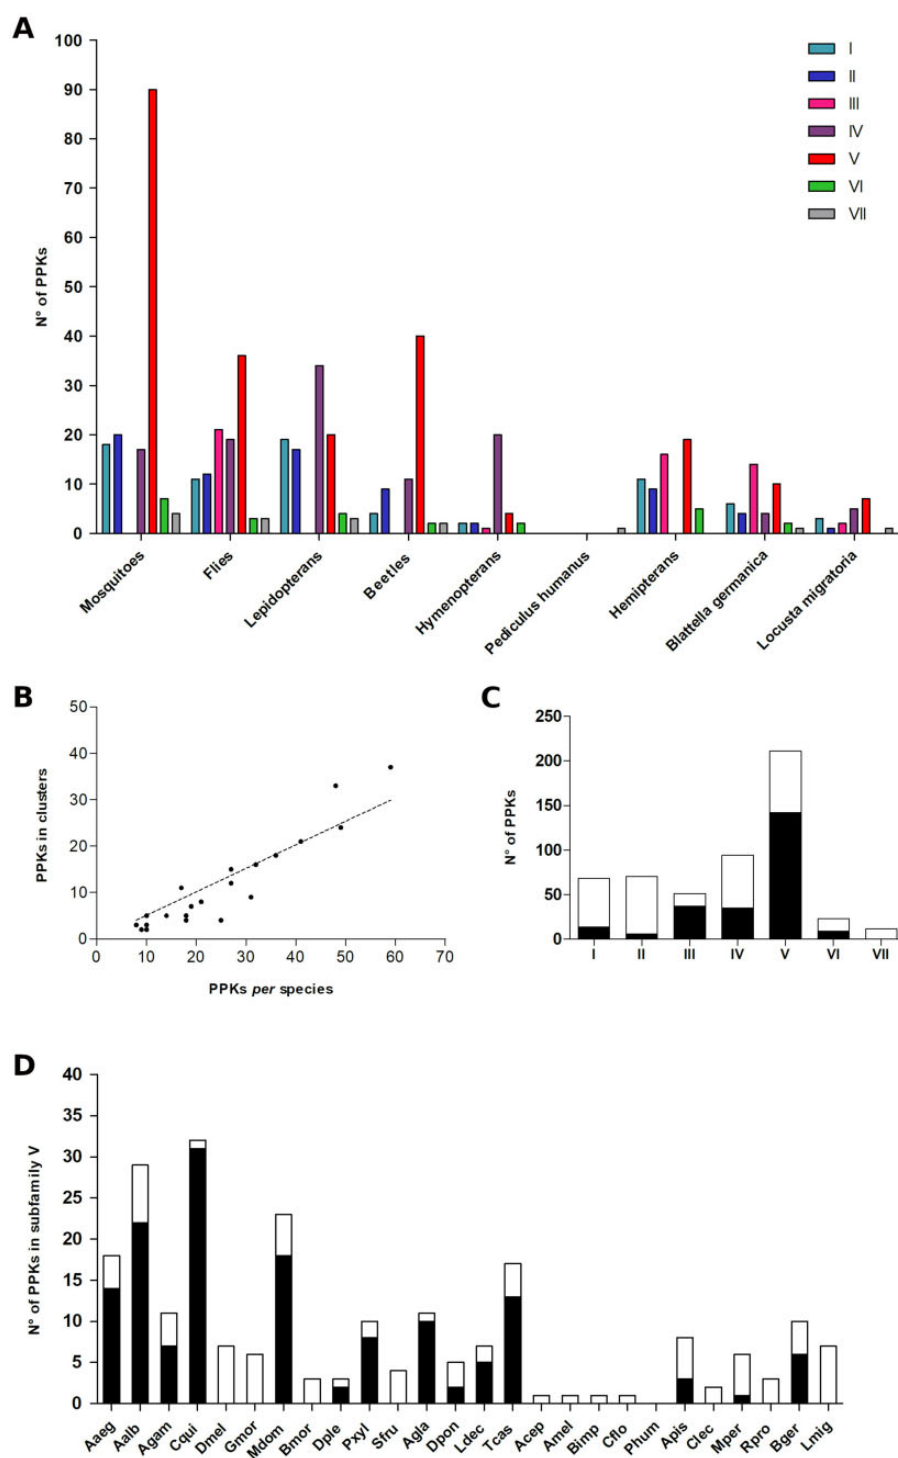 A
100
90
80
70
60
50
40
30
20
10
0
N° of PPKs
I
II
III
IV
V
VI
VII
Mosquitoes
Flies
Lepidopterans
Beetles
Hymenopterans
Pediculus humanus
Hemipterans
Blattella germanica
Locusta migratoria
B
50
40
30
20
10
0
PPKs in clusters
0 10 20 30 40 50 60 70
PPKs per species
C
250
200
150
100
50
0
N° of PPKs
I II III IV V VI VII
D
40
35
30
25
20
15
10
5
0
N° of PPKs in subfamily V
Aaeg
Aalb
Agam
Cqui
Dmel
Gmor
Mdom
Bmor
Dple
Pxyl
Sfru
Agla
Dpon
Ldec
Tcas
Acep
Amel
Bimp
Cflo
Phum
Apis
Clec
Mper
Rpro
Bger
Lmig